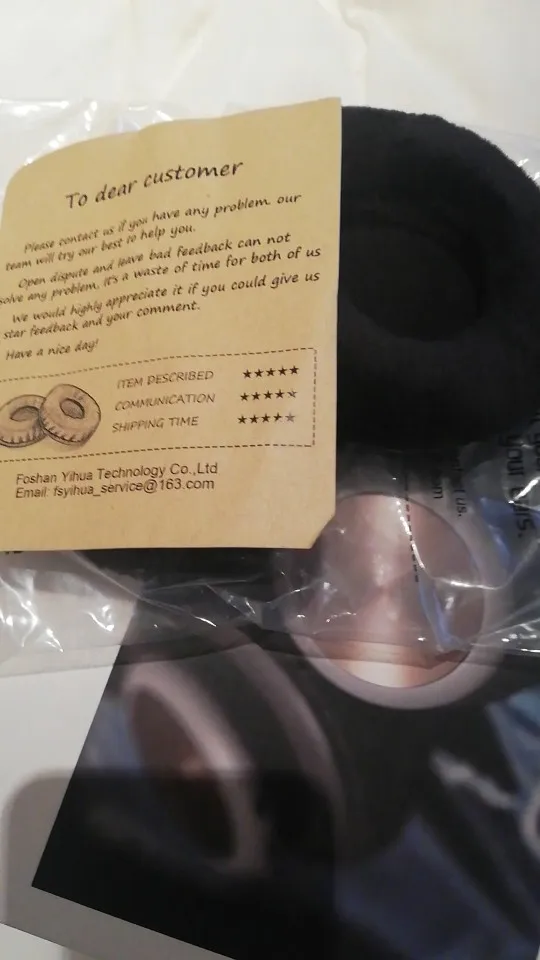 To dear customer
Please contact us if you have any problem. our
team will try our best to help you.
Open dispute and leave bad feedback can not
solve any problem. It's a waste of time for both of us
We would highly appreciate it if you could give us
star feedback and your comment.
Have a nice day!
ITEM DESCRIBED ★★★★★
COMMUNICATION ★★★★★
SHIPPING TIME ★★★★★
Foshan Yihua Technology Co.,Ltd
Email: fsyihua_service@163.com
your
us.